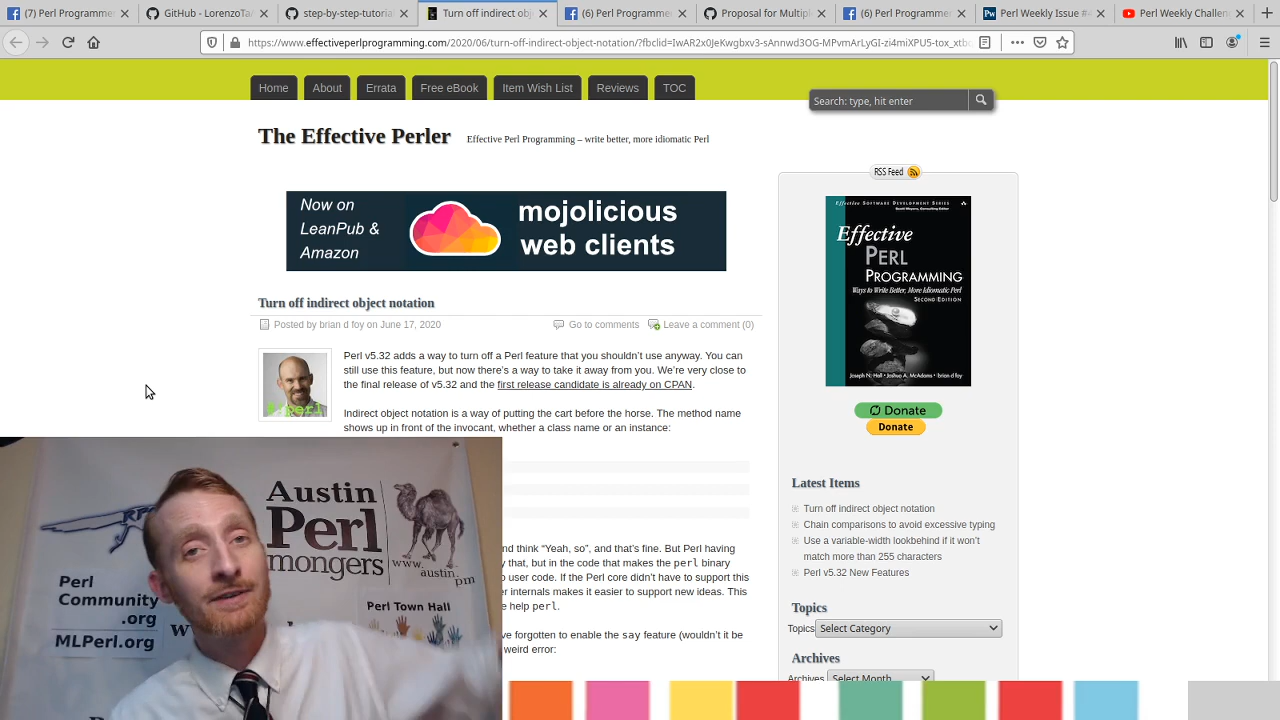 (7) Perl Programmer
GitHub - LorenzoTa/
step-by-step-tutorial
Turn off indirect obj
(6) Perl Programme
Proposal for Multipl
(6) Perl Programme
Perl Weekly Issue #4
Perl Weekly Challen
https://www.effectiveperlprogramming.com/2020/06/turn-off-indirect-object-notation/
Home
About
Errata
Free eBook
Item Wish List
Reviews
TOC
Search: type, hit enter
The Effective Perler
Effective Perl Programming – write better, more idiomatic Perl
Now on
LeanPub &
Amazon
mojolicious
web clients
Turn off indirect object notation
Posted by brian d foy on June 17, 2020
Go to comments
Leave a comment (0)
Perl v5.32 adds a way to turn off a Perl feature that you shouldn't use anyway. You can
still use this feature, but now there's a way to take it away from you. We're very close to
the final release of v5.32 and the first release candidate is already on CPAN.
Indirect object notation is a way of putting the cart before the horse. The method name
shows up in front of the invocant, whether a class name or an instance:
nd think "Yeah, so", and that's fine. But Perl having
that, but in the code that makes the perl binary
user code. If the Perl core didn't have to support this
internals makes it easier to support new ideas. This
help perl.
forgotten to enable the say feature (wouldn't it be
weird error:
RSS Feed
Effective Software Development Series
Effective
PERL
PROGRAMMING
Ways to Write Better, More Idiomatic Perl
SECOND EDITION
Joseph N. Hall · Joshua A. McAdams · brian d foy
Donate
Donate
Latest Items
Turn off indirect object notation
Chain comparisons to avoid excessive typing
Use a variable-width lookbehind if it won't
match more than 255 characters
Perl v5.32 New Features
Topics
Topics
Select Category
Archives
Archives
Select Month
Austin
Perl
mongers
www.austin
pm
Perl
Community
.org
MLPerl.org
Perl Town Hall